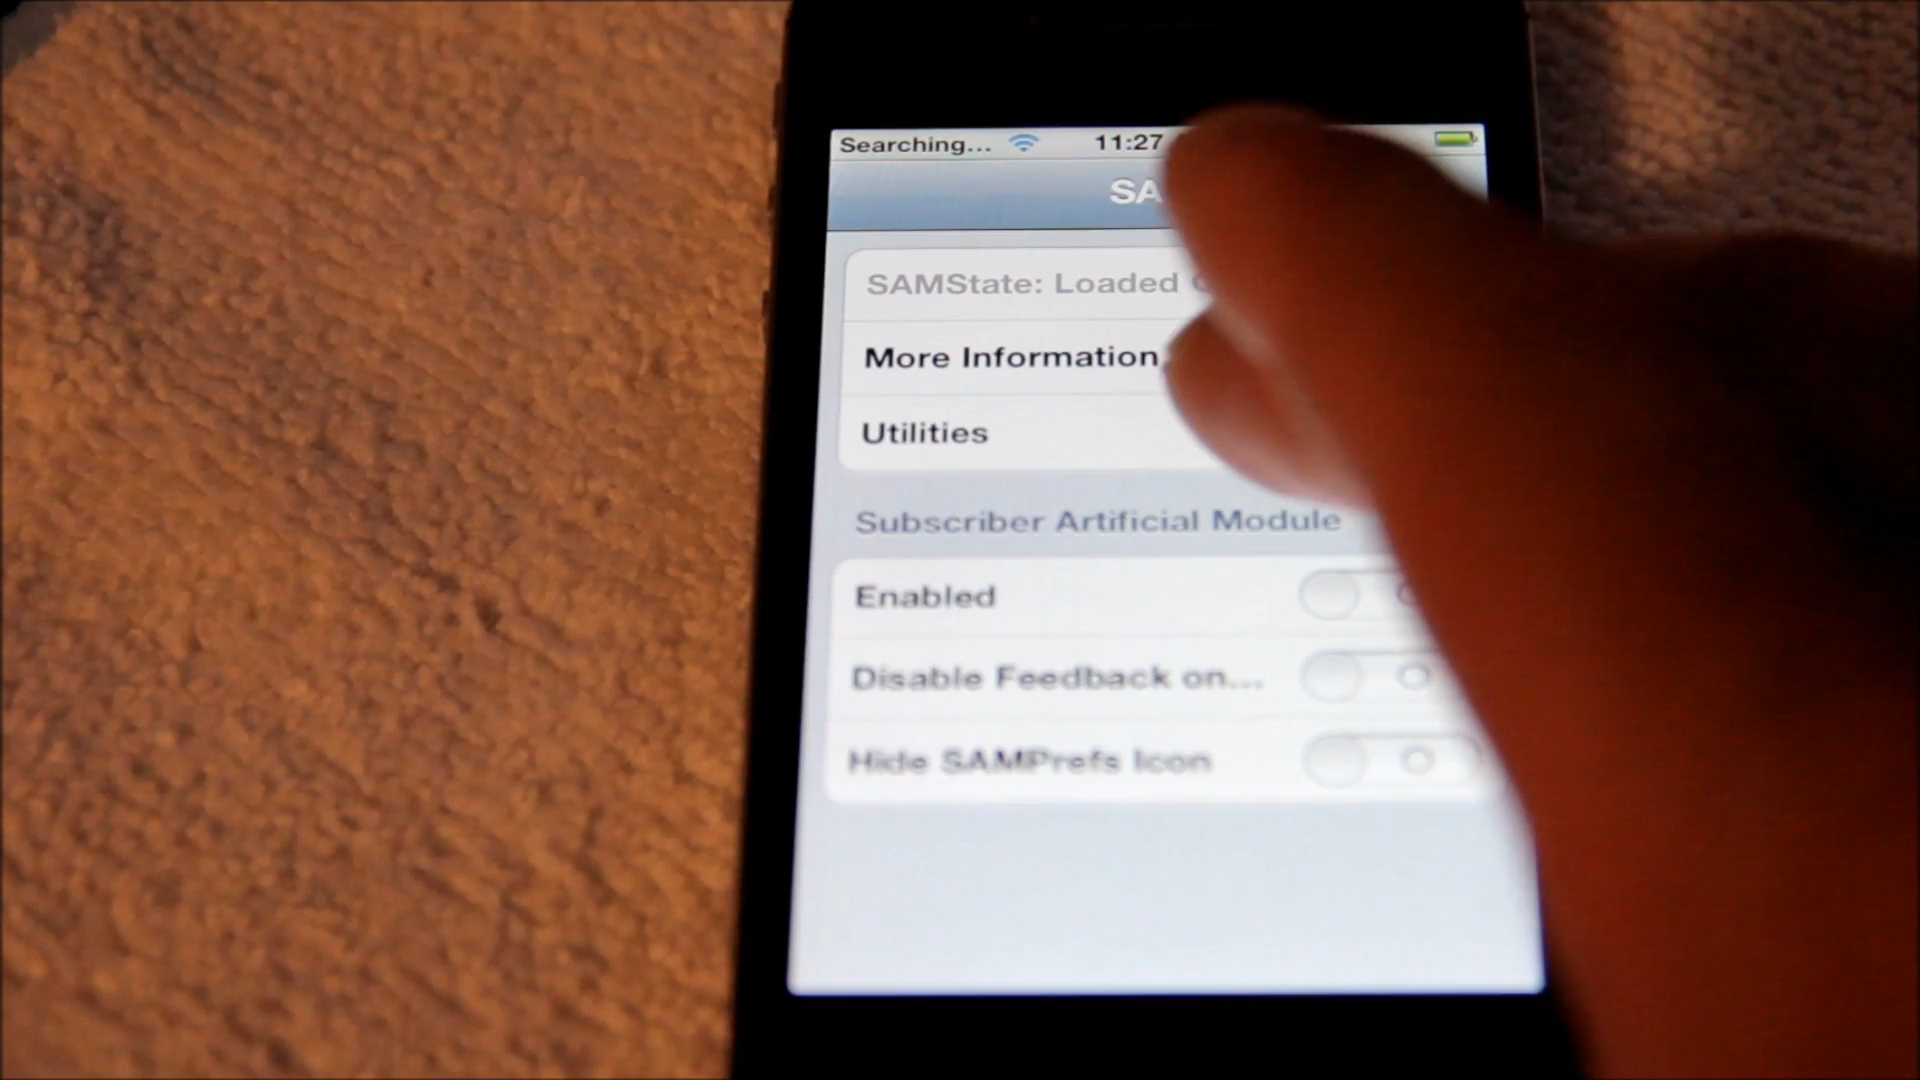 Searching... 11:27
SA
SAMState: Loaded
More Information
Utilities
Subscriber Artificial Module
Enabled
Disable Feedback on...
Hide SAMPrefs Icon